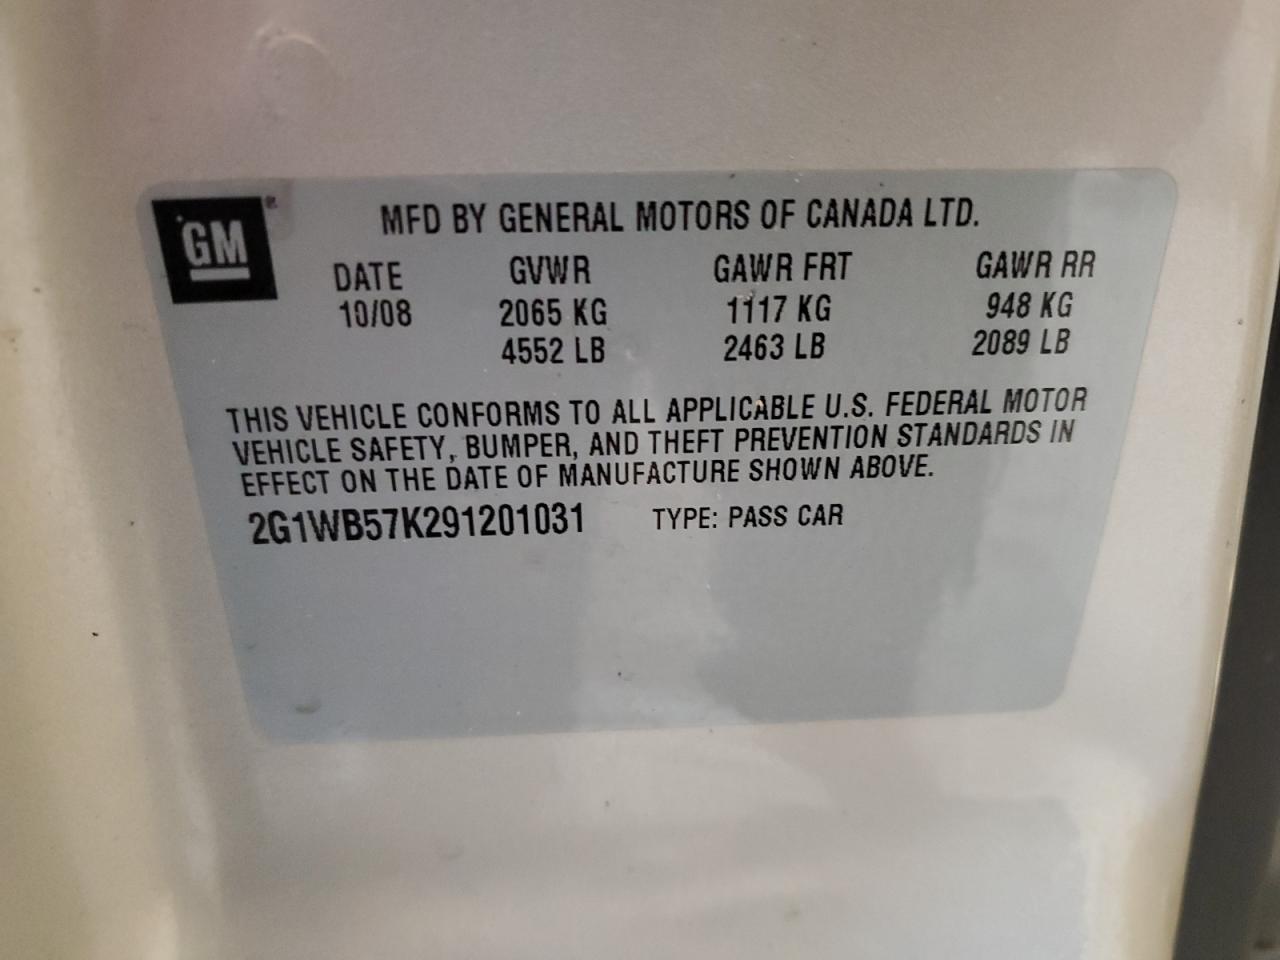 GM®
MFD BY GENERAL MOTORS OF CANADA LTD.
DATE GVWR GAWR FRT GAWR RR
10/08 2065 KG 1117 KG 948 KG
4552 LB 2463 LB 2089 LB
THIS VEHICLE CONFORMS TO ALL APPLICABLE U.S. FEDERAL MOTOR
VEHICLE SAFETY, BUMPER, AND THEFT PREVENTION STANDARDS IN
EFFECT ON THE DATE OF MANUFACTURE SHOWN ABOVE.
2G1WB57K291201031 TYPE: PASS CAR